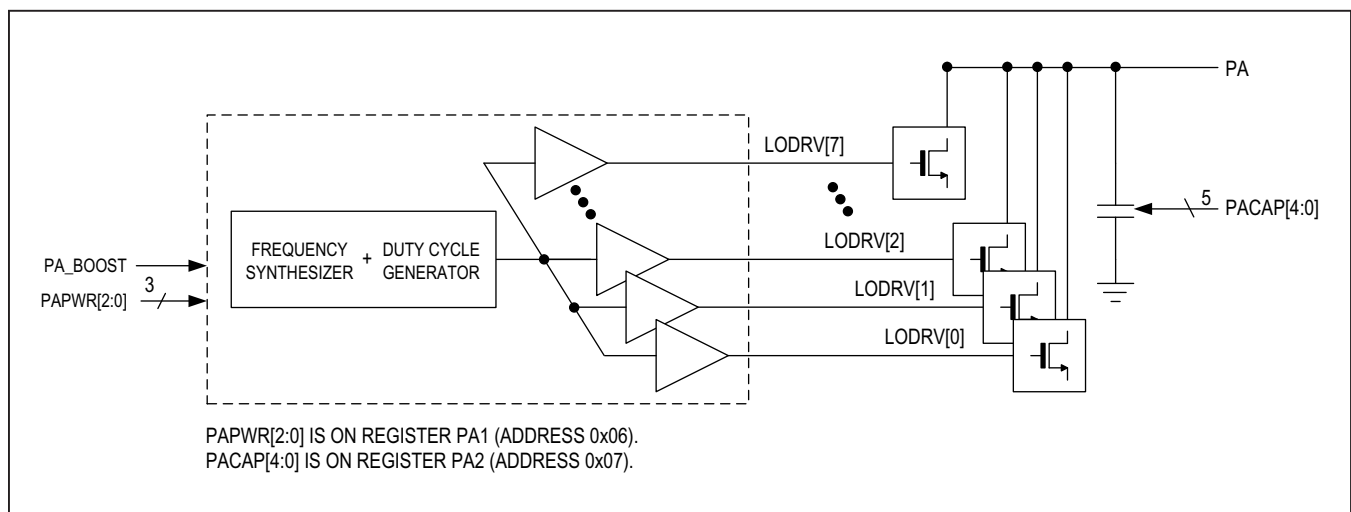 PA
LODRV[7]
5
PACAP[4:0]
LODRV[2]
FREQUENCY
SYNTHESIZER
+
DUTY CYCLE
GENERATOR
PA_BOOST
3
PAPWR[2:0]
LODRV[1]
LODRV[0]
PAPWR[2:0] IS ON REGISTER PA1 (ADDRESS 0x06).
PACAP[4:0] IS ON REGISTER PA2 (ADDRESS 0x07).